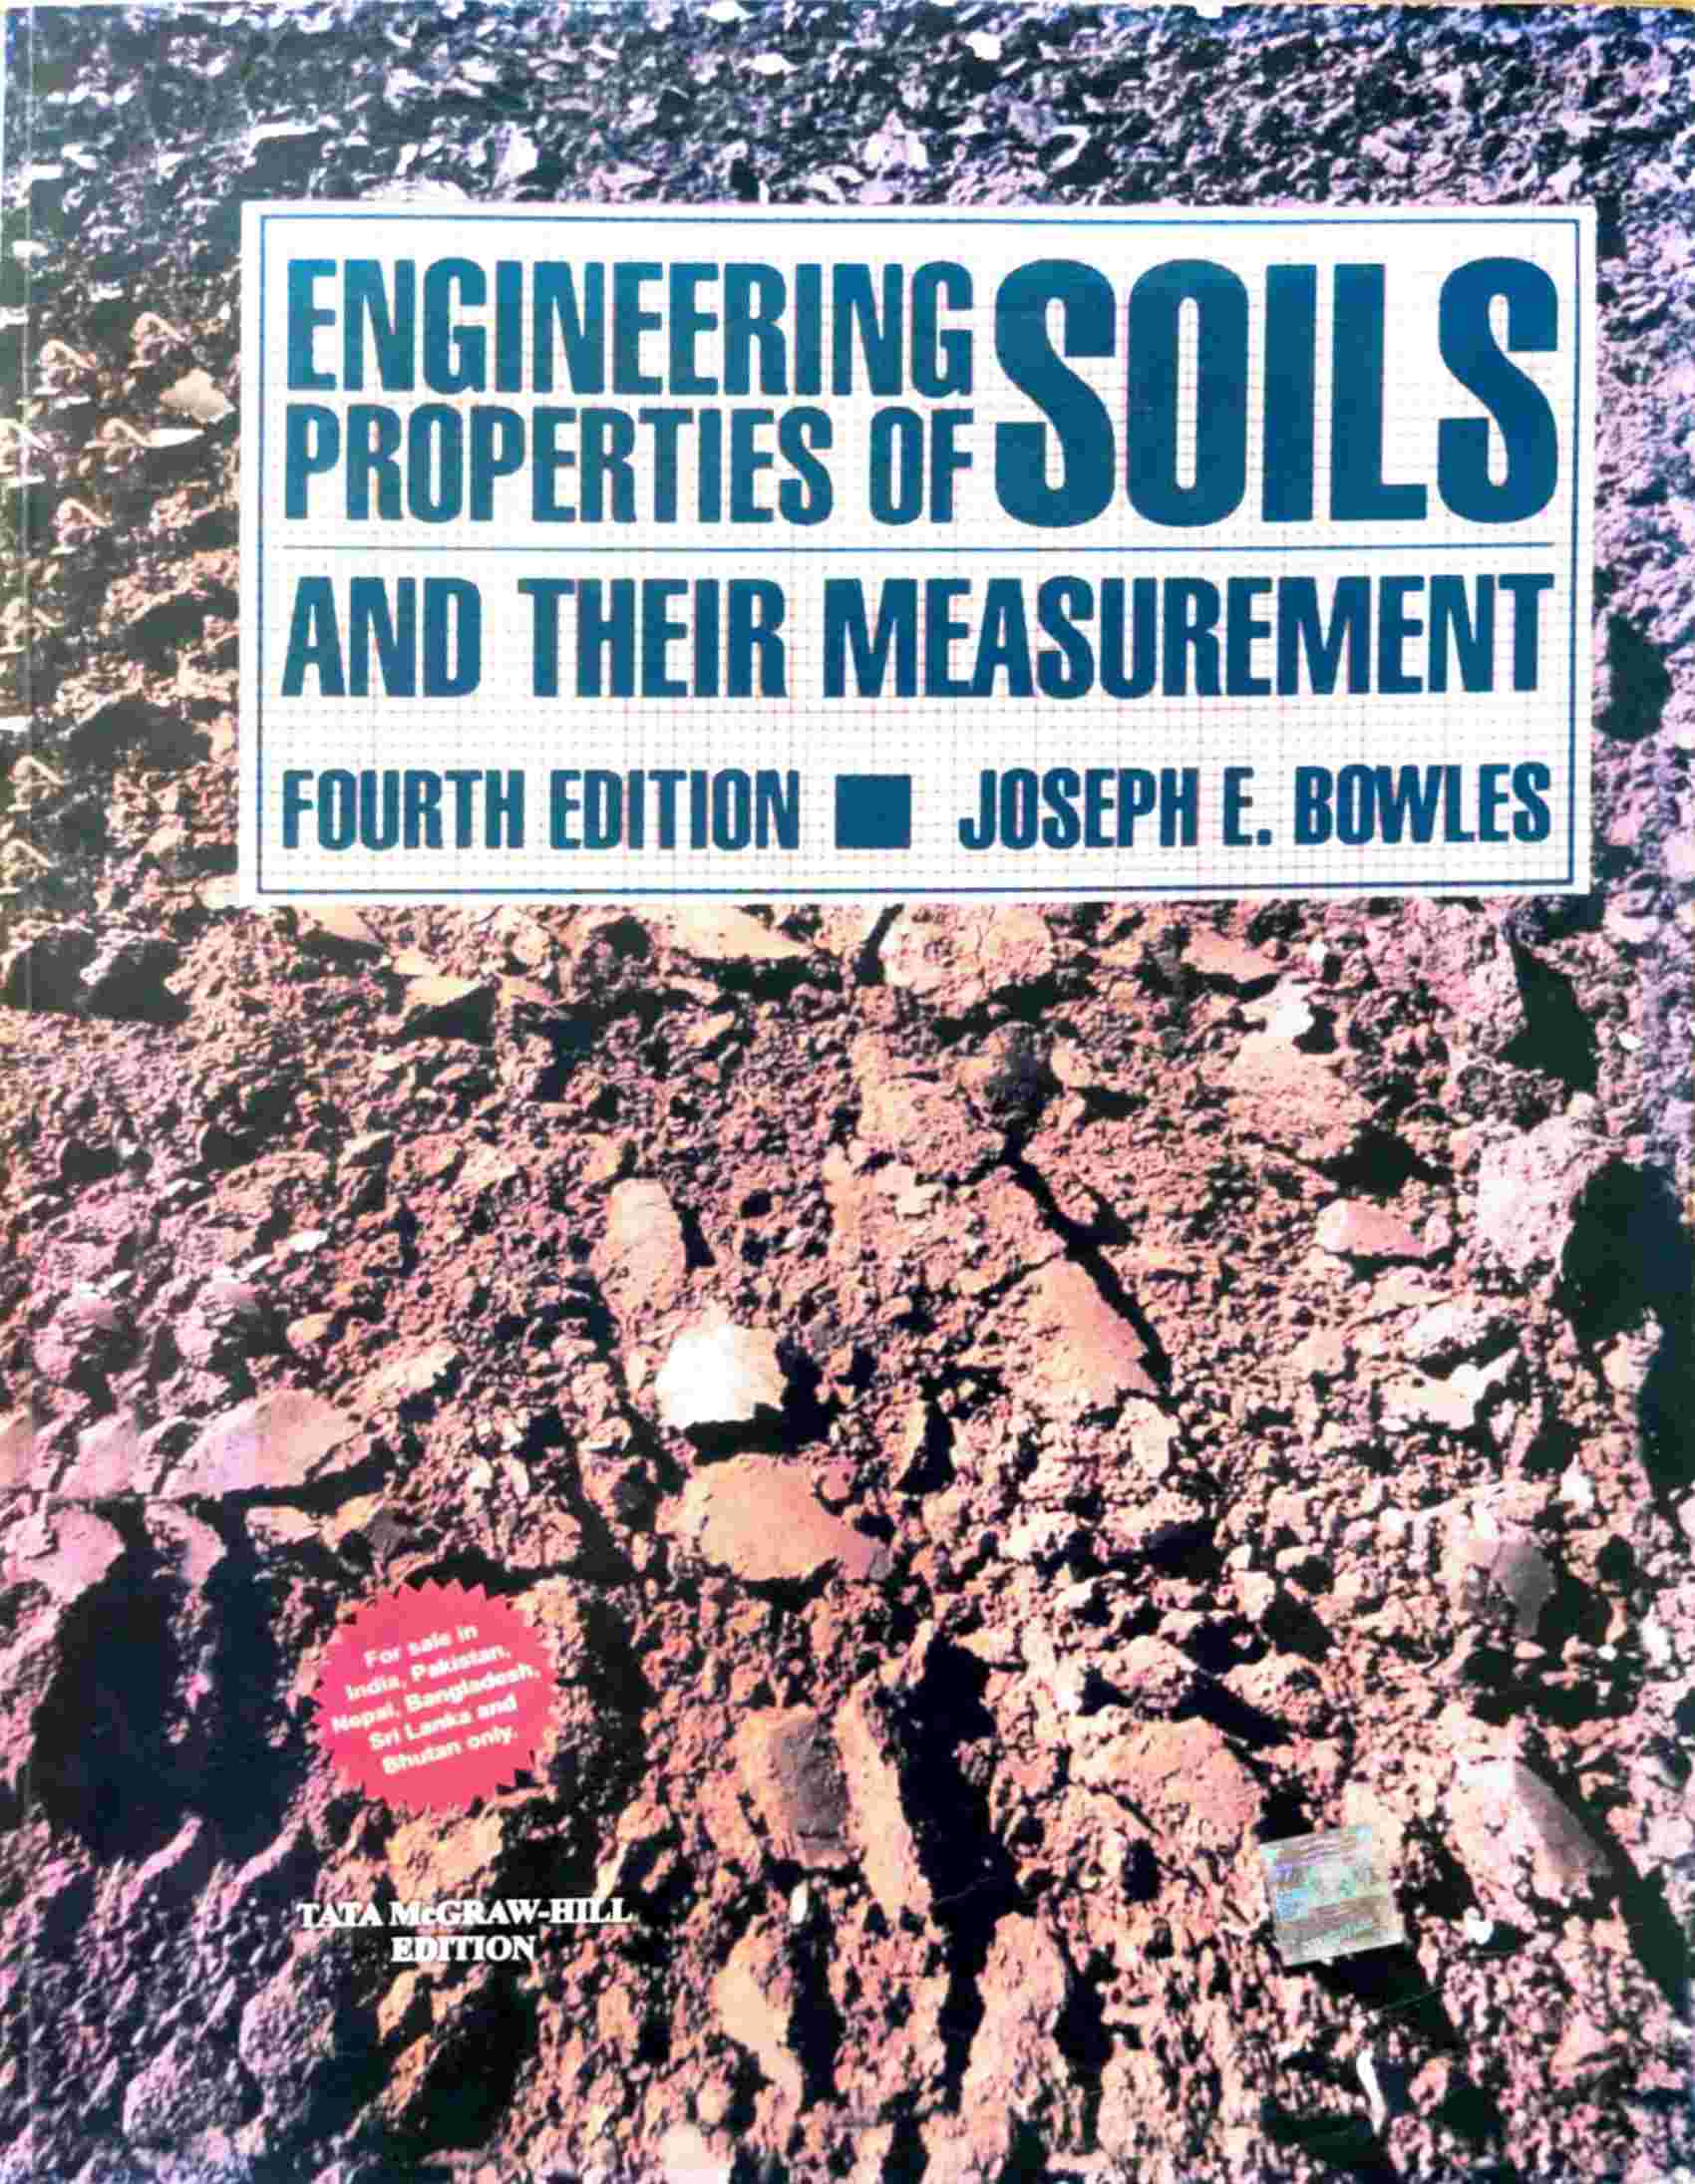 ENGINEERING
PROPERTIES OF SOILS
AND THEIR MEASUREMENT
FOURTH EDITION ■ JOSEPH E. BOWLES
For sale in
India, Pakistan,
Nepal, Bangladesh,
Sri Lanka and
Bhutan only.
TATA McGRAW-HILL
EDITION